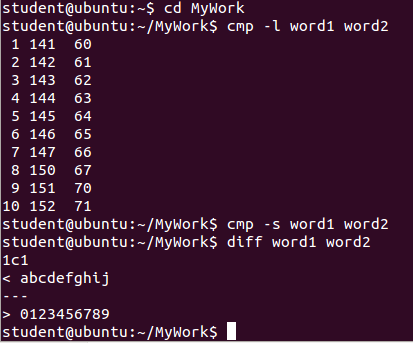 student@ubuntu:~$ cd MyWork
student@ubuntu:~/MyWork$ cmp -l word1 word2
 1 141  60
 2 142  61
 3 143  62
 4 144  63
 5 145  64
 6 146  65
 7 147  66
 8 150  67
 9 151  70
10 152  71
student@ubuntu:~/MyWork$ cmp -s word1 word2
student@ubuntu:~/MyWork$ diff word1 word2
1c1
< abcdefghij
---
> 0123456789
student@ubuntu:~/MyWork$